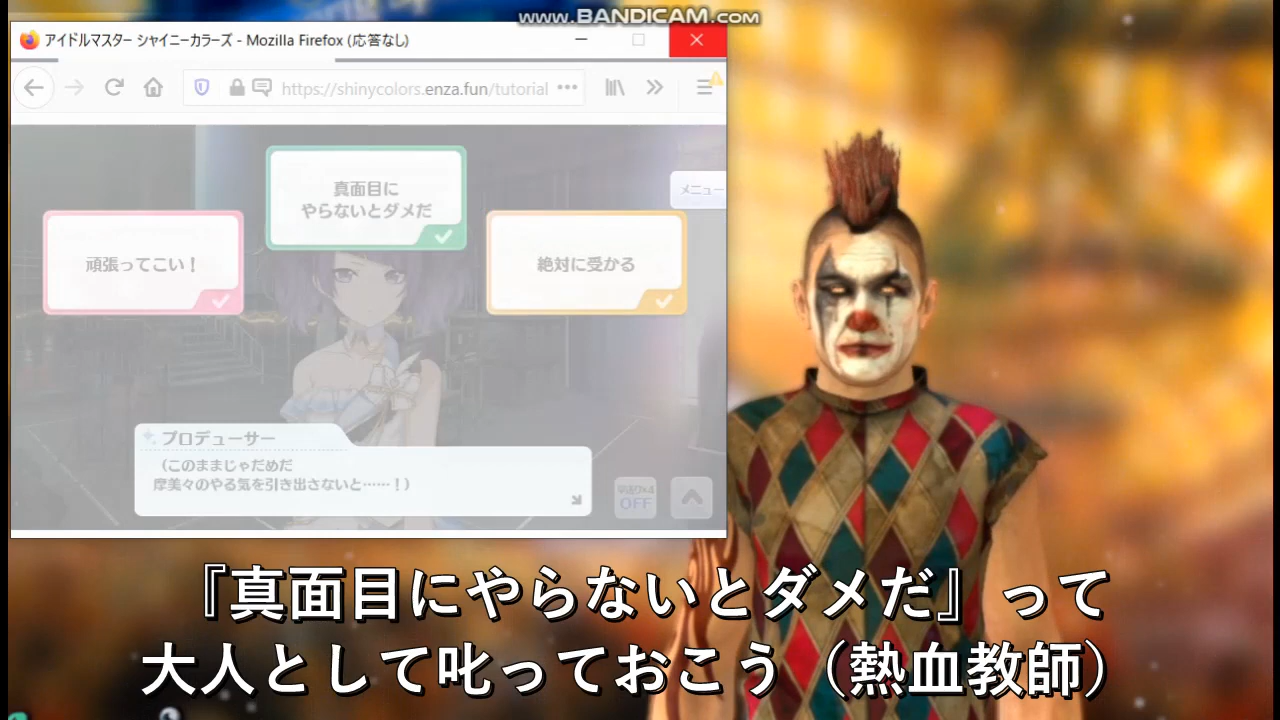 www.BANDICAM.com
アイドルマスター シャイニーカラーズ - Mozilla Firefox (応答なし)
https://shinycolors.enza.fun/tutorial
メニュー
真面目に
やらないとダメだ
頑張ってこい！
絶対に受かる
プロデューサー
（このままじゃだめだ
摩美々のやる気を引き出さないと……！）
OFF
『真面目にやらないとダメだ』って
大人として叱っておこう（熱血教師）